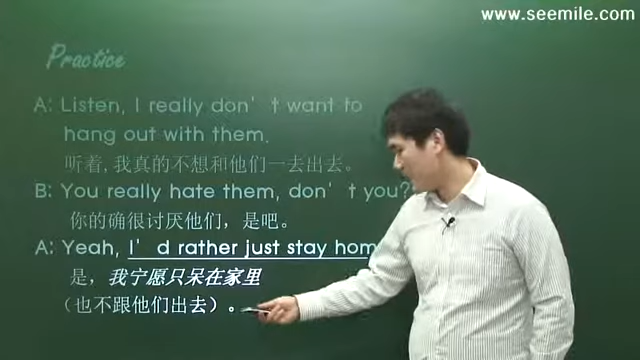 www.seemile.com
Practice
A: Listen, I really don't want to
hang out with them.
听着,我真的不想和他们一去出去。
B: You really hate them, don't you?
你的确很讨厌他们，是吧。
A: Yeah, I'd rather just stay hom
是，我宁愿只呆在家里
（也不跟他们出去）。